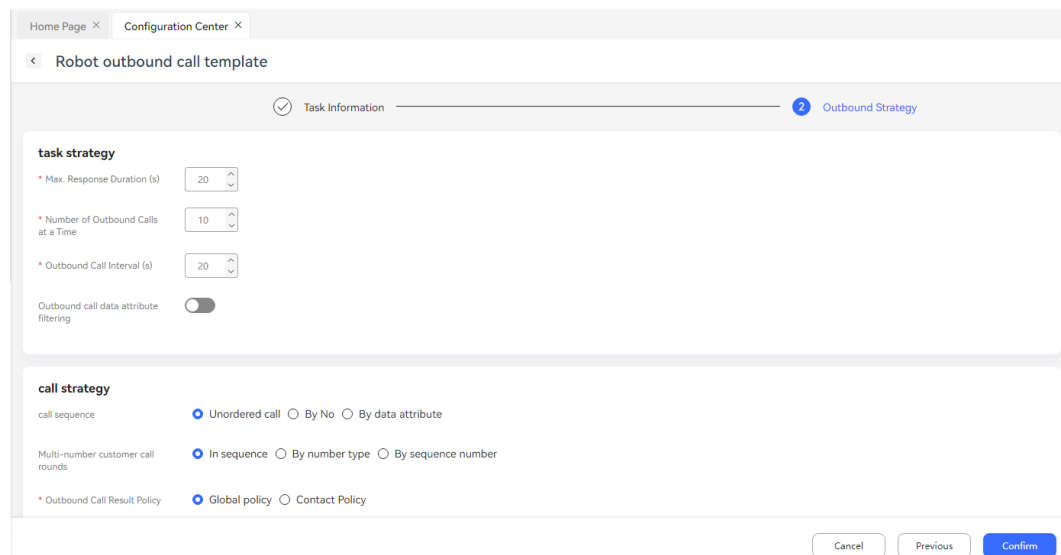 Home Page × Configuration Center ×
< Robot outbound call template
Task Information 2 Outbound Strategy
task strategy
* Max. Response Duration (s) 20
* Number of Outbound Calls
at a Time
10
* Outbound Call Interval (s) 20
Outbound call data attribute
filtering
call strategy
call sequence Unordered call By No By data attribute
Multi-number customer call
rounds
In sequence By number type By sequence number
* Outbound Call Result Policy Global policy Contact Policy
Cancel Previous Confirm